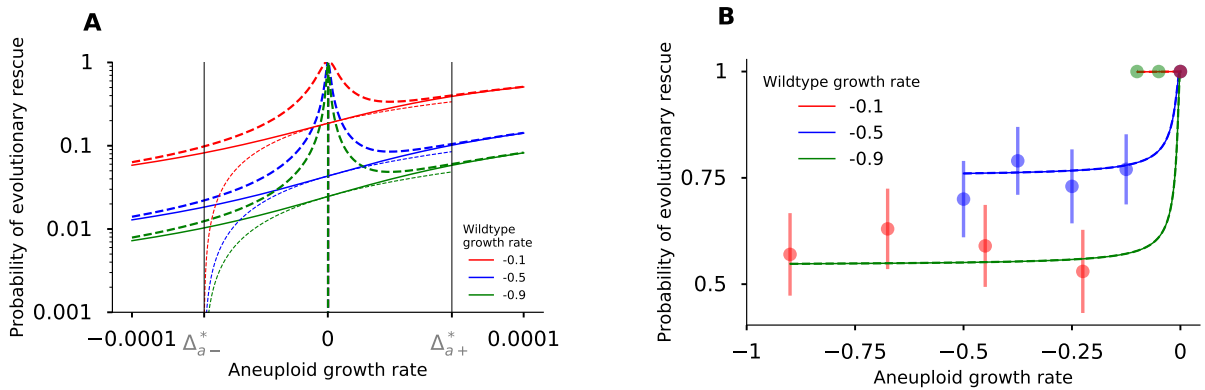 A
Probability of evolutionary rescue
1
0.1
0.01
0.001
Wildtype
growth rate
-0.1
-0.5
-0.9
−0.0001
Δ*a−
0
Δ*a+
0.0001
Aneuploid growth rate
B
Probability of evolutionary rescue
1
0.75
0.5
Wildtype growth rate
-0.1
-0.5
-0.9
−1
−0.75
−0.5
−0.25
0
Aneuploid growth rate